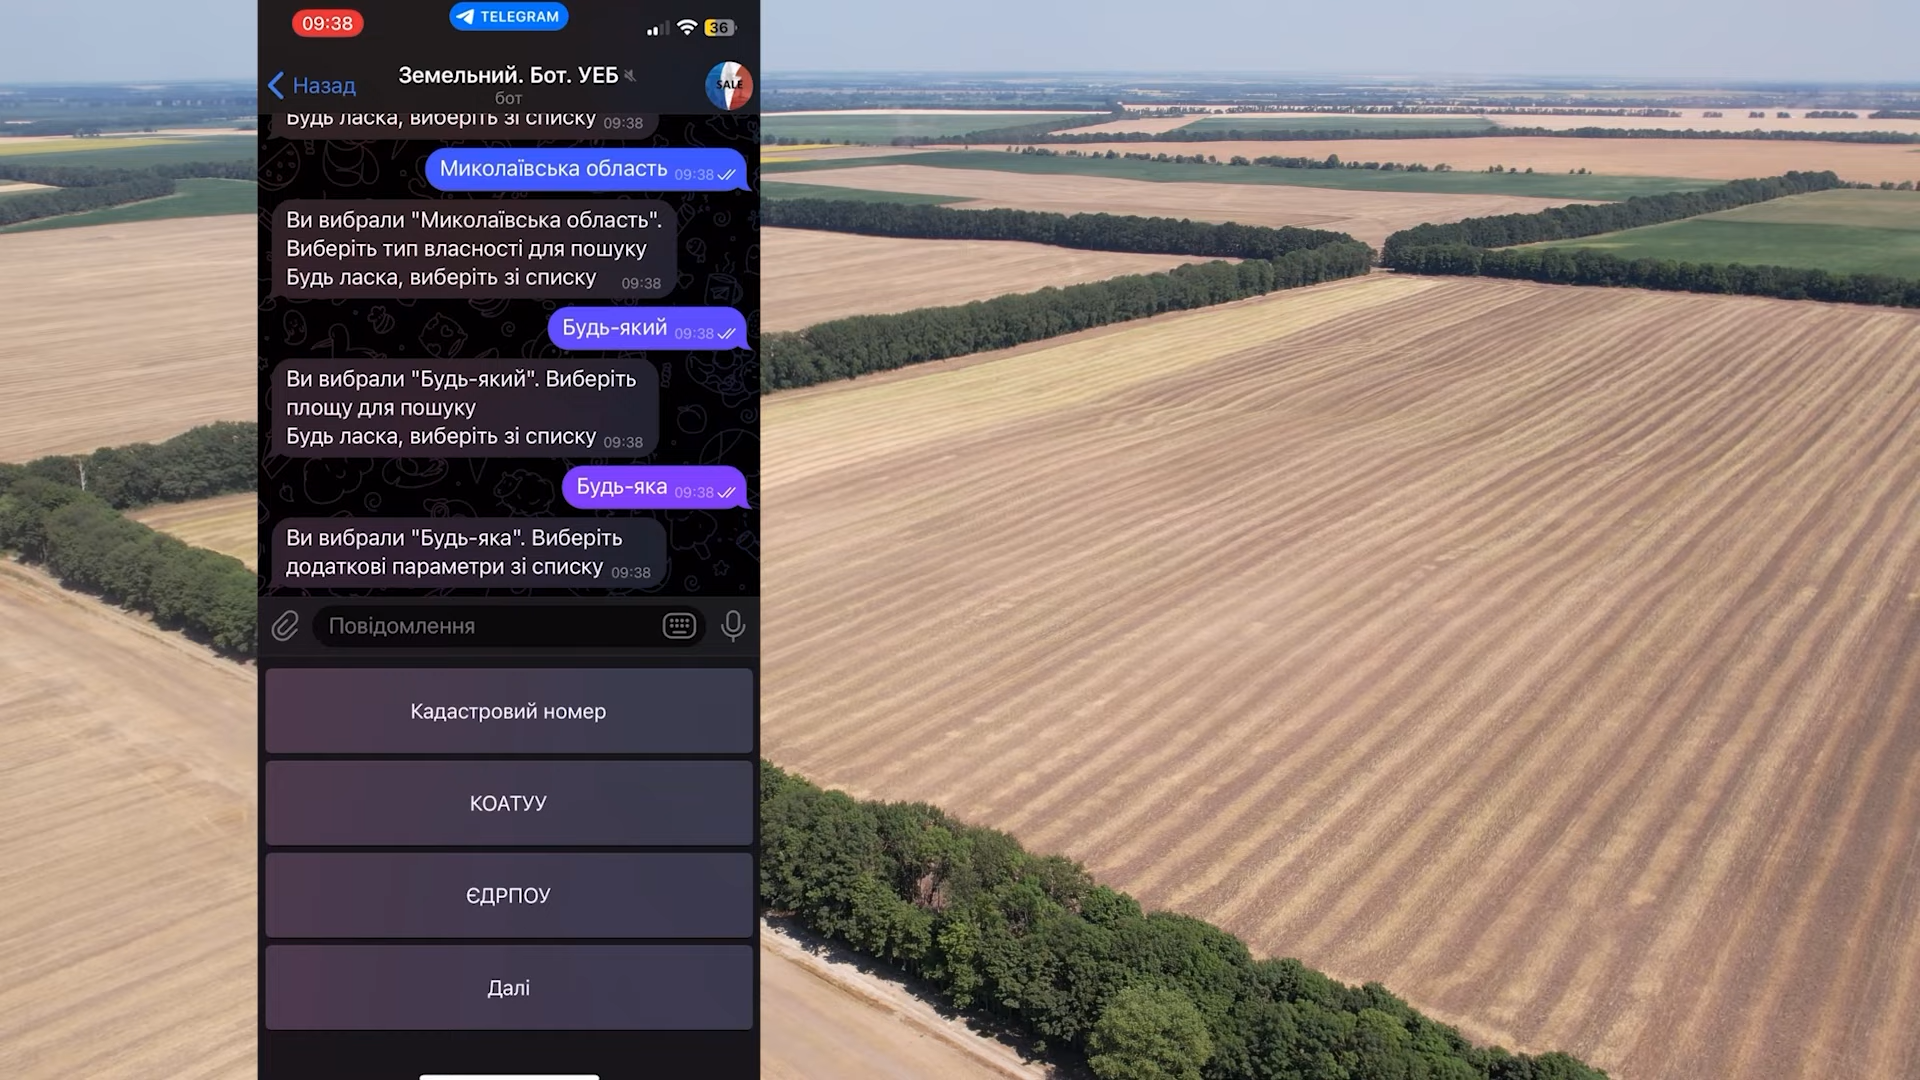 09:38
TELEGRAM
36
Назад
Земельний. Бот. УЕБ
бот
SALE
Будь ласка, виберіть зі списку 09:38
Миколаївська область 09:38
Ви вибрали "Миколаївська область".
Виберіть тип власності для пошуку
Будь ласка, виберіть зі списку 09:38
Будь-який 09:38
Ви вибрали "Будь-який". Виберіть
площу для пошуку
Будь ласка, виберіть зі списку 09:38
Будь-яка 09:38
Ви вибрали "Будь-яка". Виберіть
додаткові параметри зі списку 09:38
Повідомлення
Кадастровий номер
КОАТУУ
ЄДРПОУ
Далі